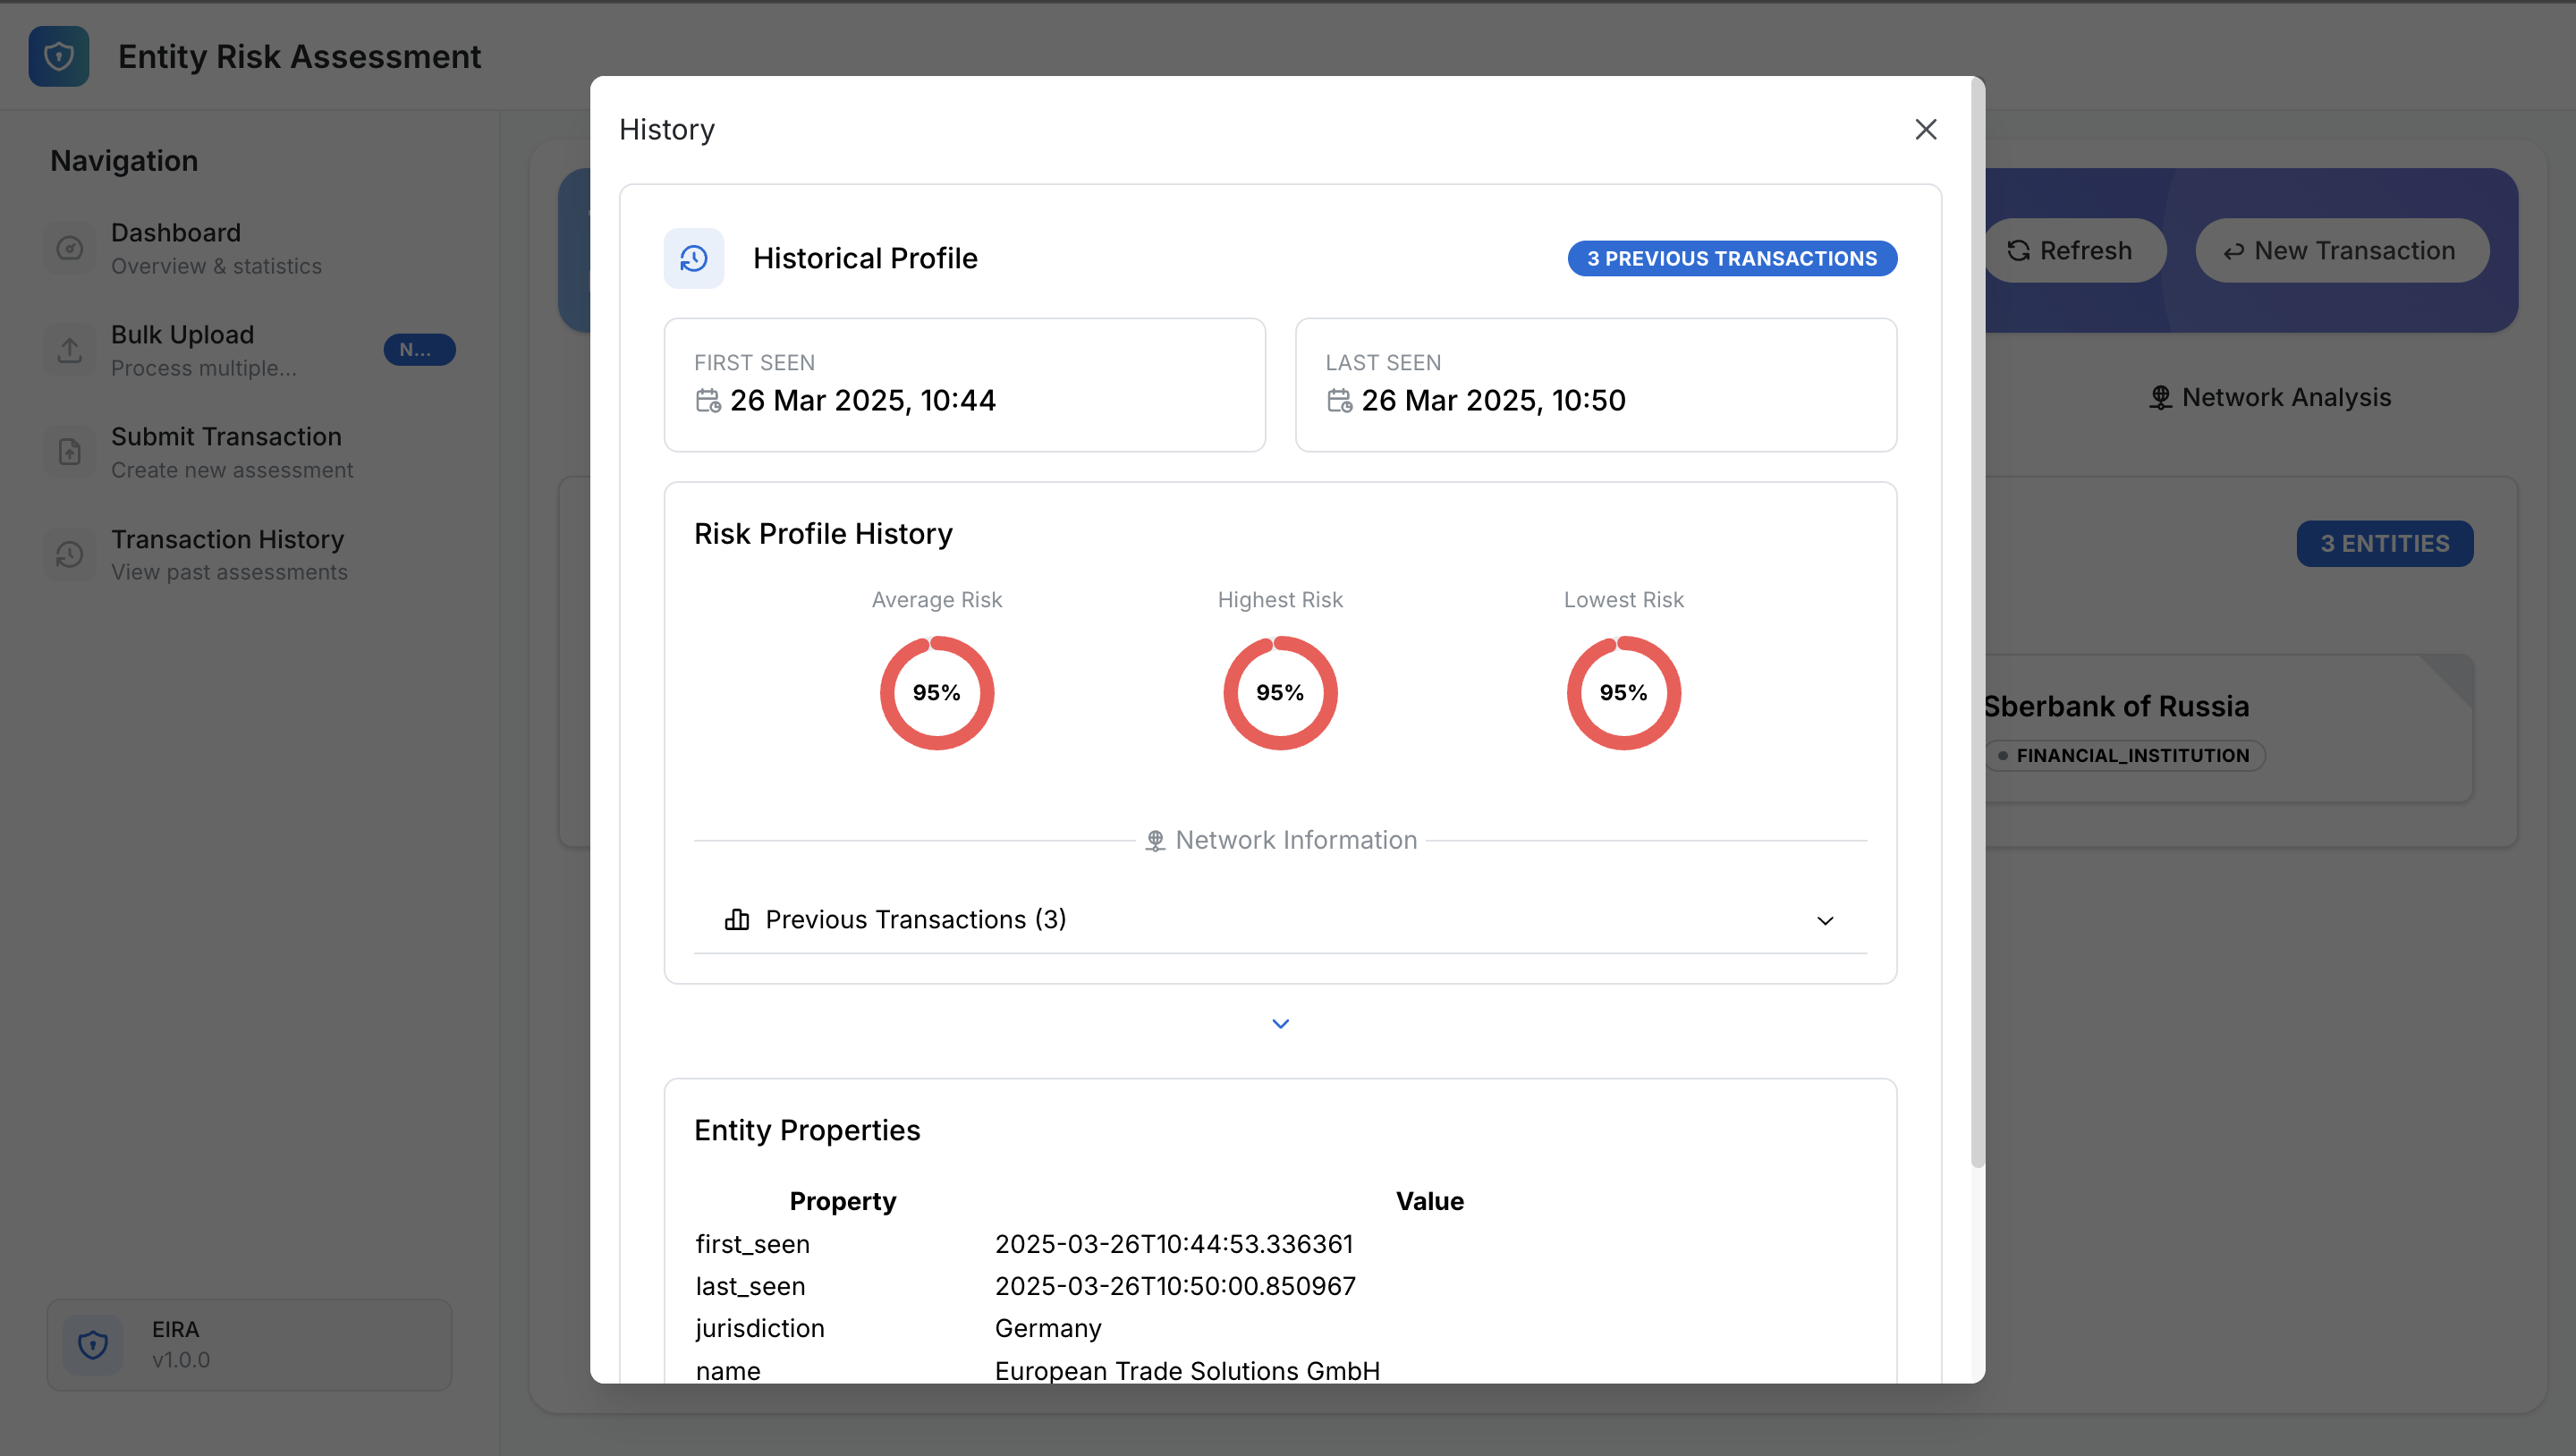 Entity Risk Assessment
Navigation
Dashboard
Overview & statistics
Bulk Upload
Process multiple...
N...
Submit Transaction
Create new assessment
Transaction History
View past assessments
EIRA
v1.0.0
History
Historical Profile
3 PREVIOUS TRANSACTIONS
FIRST SEEN
26 Mar 2025, 10:44
LAST SEEN
26 Mar 2025, 10:50
Risk Profile History
Average Risk
95%
Highest Risk
95%
Lowest Risk
95%
Network Information
Previous Transactions (3)
Entity Properties
Property Value
first_seen 2025-03-26T10:44:53.336361
last_seen 2025-03-26T10:50:00.850967
jurisdiction Germany
name European Trade Solutions GmbH
Refresh
New Transaction
Network Analysis
3 ENTITIES
Sberbank of Russia
FINANCIAL_INSTITUTION